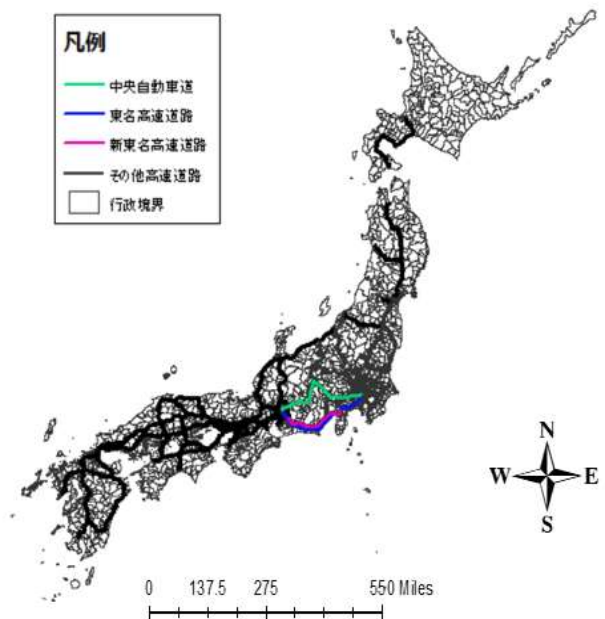 凡例
中央自動車道
東名高速道路
新東名高速道路
その他高速道路
行政境界
N
W E
S
0 137.5 275 550 Miles